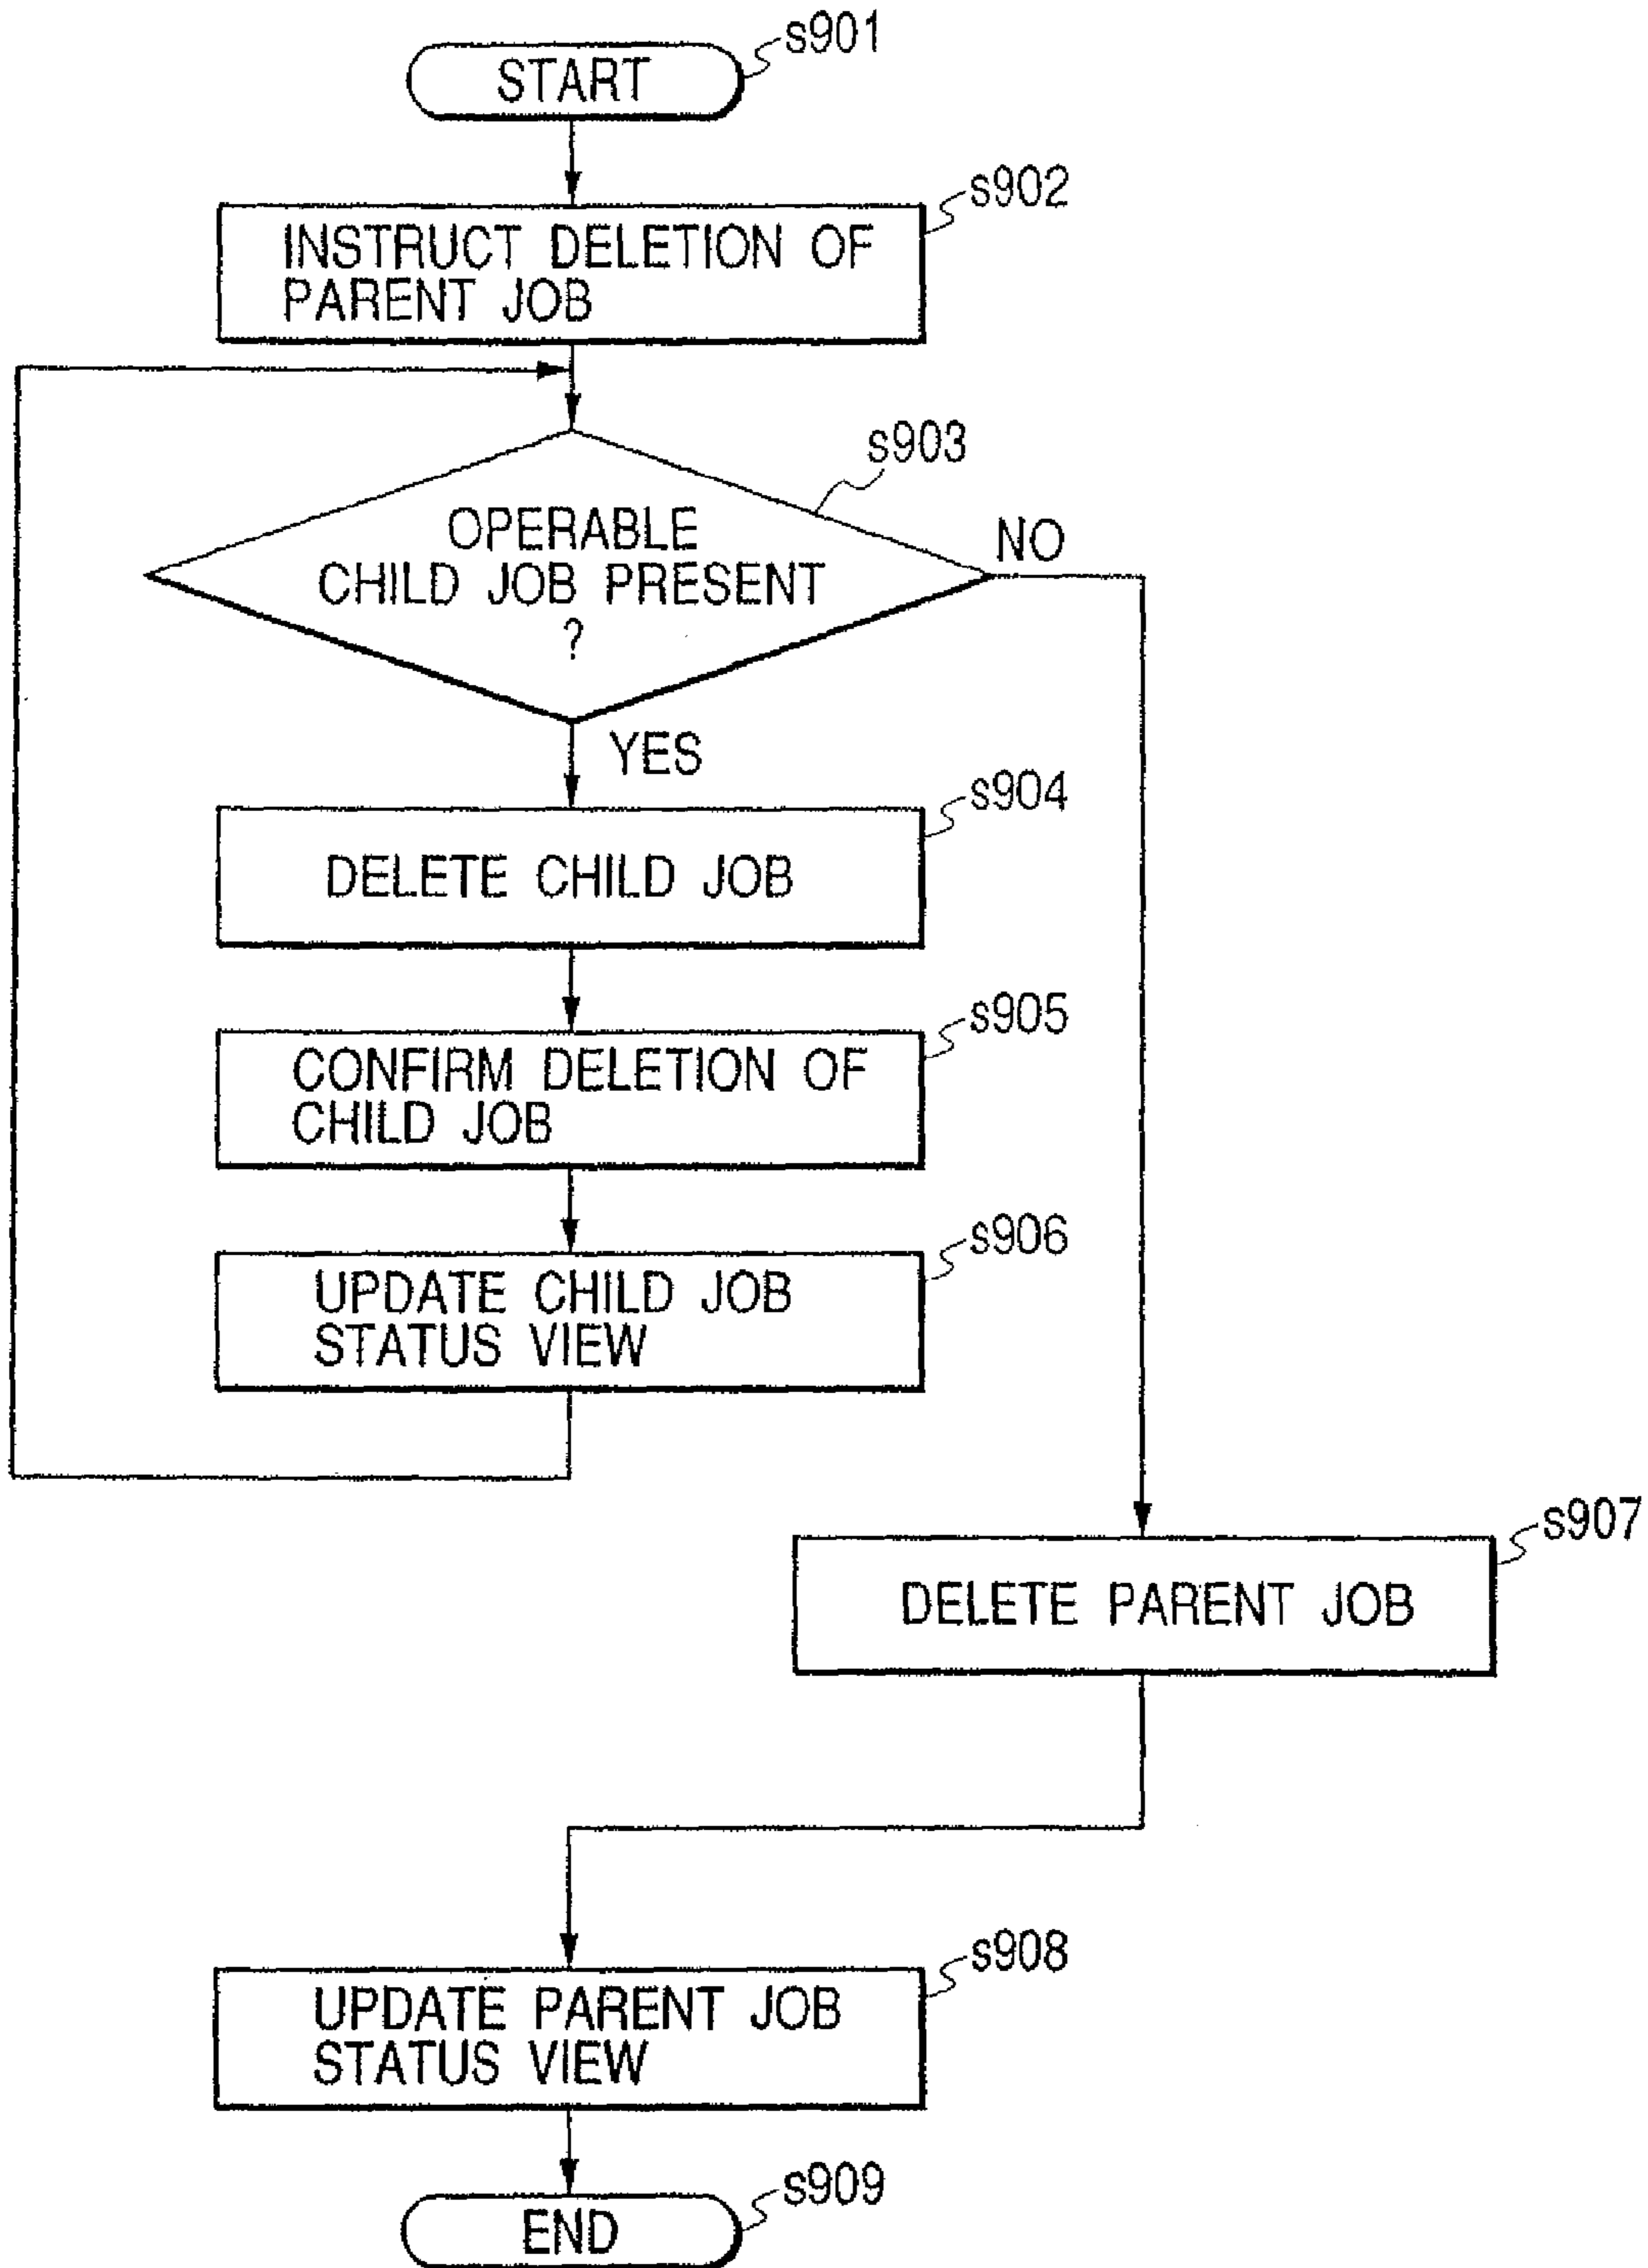 s901
START
s902
INSTRUCT DELETION OF
PARENT JOB
s903
OPERABLE
CHILD JOB PRESENT
?
NO
YES
s904
DELETE CHILD JOB
s905
CONFIRM DELETION OF
CHILD JOB
s906
UPDATE CHILD JOB
STATUS VIEW
s907
DELETE PARENT JOB
s908
UPDATE PARENT JOB
STATUS VIEW
s909
END